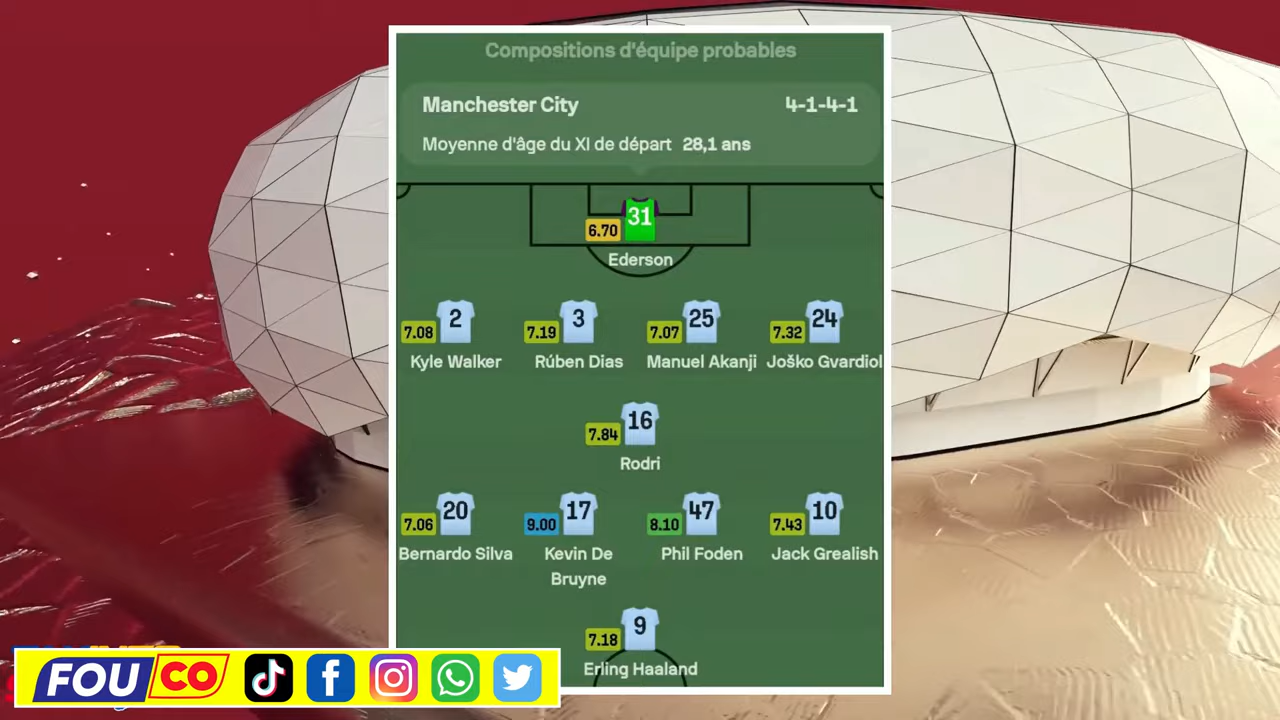 Compositions d'équipe probables
Manchester City 4-1-4-1
Moyenne d'âge du XI de départ 28,1 ans
31
6.70
Ederson
2 3 25 24
7.08 7.19 7.07 7.32
Kyle Walker Rúben Dias Manuel Akanji Joško Gvardiol
16
7.84
Rodri
20 17 47 10
7.06 9.00 8.10 7.43
Bernardo Silva Kevin De Bruyne Phil Foden Jack Grealish
9
7.18
Erling Haaland
FOUCO